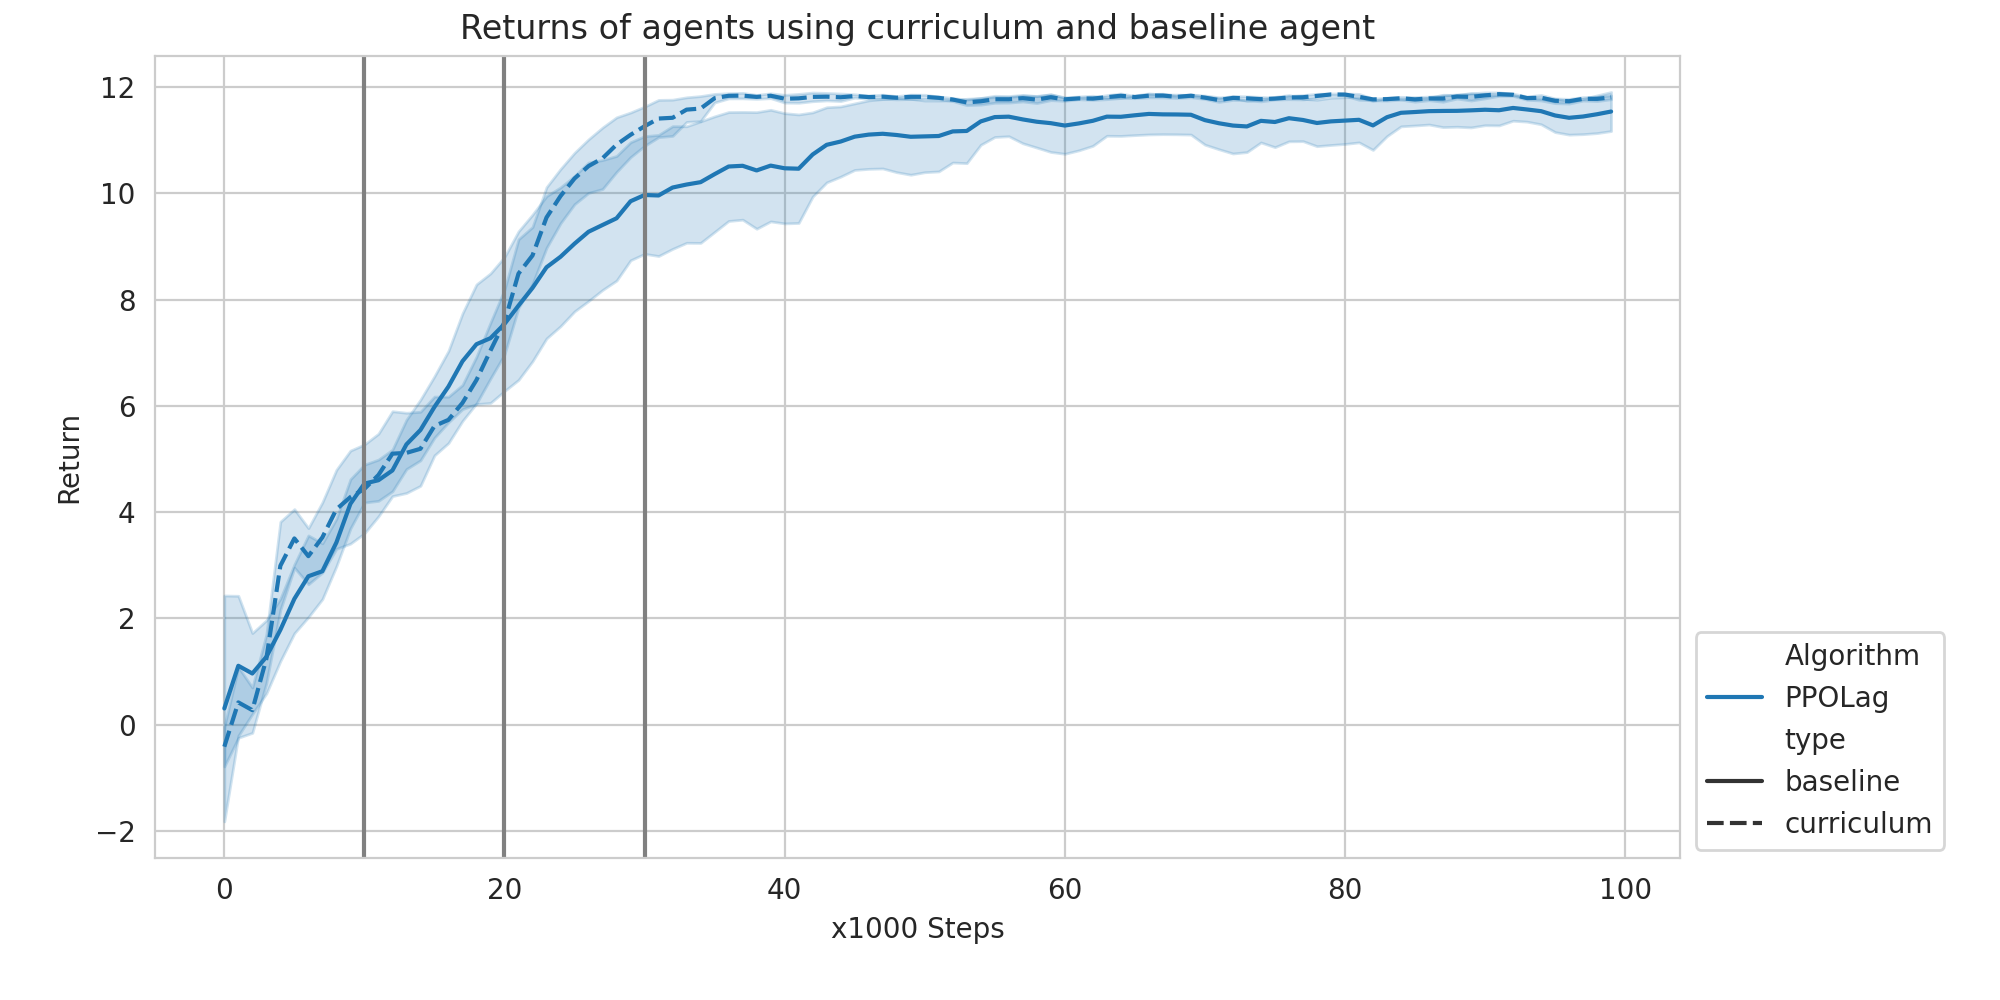 Returns of agents using curriculum and baseline agent
12
10
8
6
4
2
0
−2
Return
0 20 40 60 80 100
x1000 Steps
Algorithm
PPOLag
type
baseline
curriculum